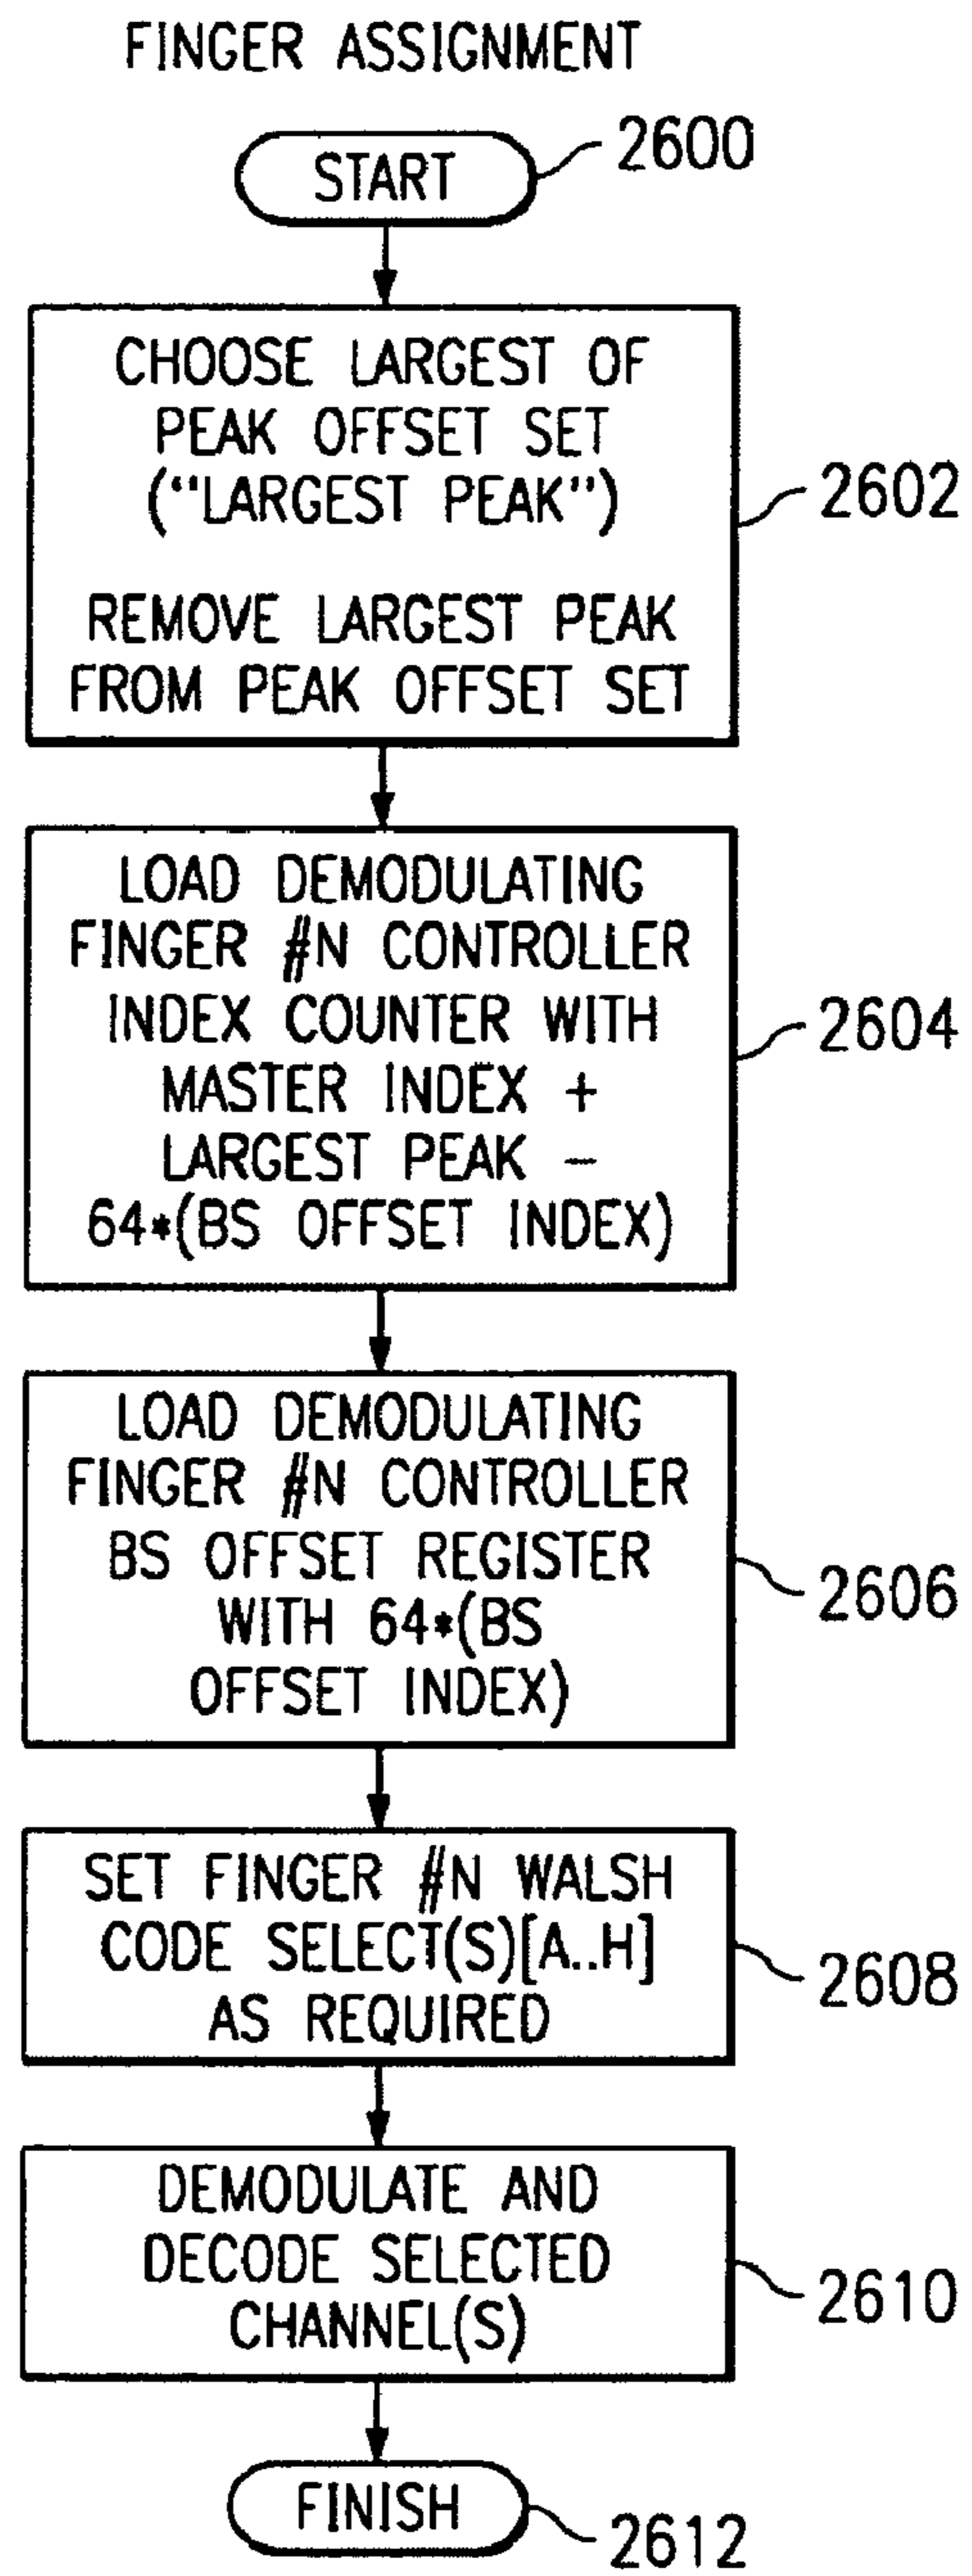 FINGER ASSIGNMENT
START
2600
CHOOSE LARGEST OF
PEAK OFFSET SET
("LARGEST PEAK")
REMOVE LARGEST PEAK
FROM PEAK OFFSET SET
2602
LOAD DEMODULATING
FINGER #N CONTROLLER
INDEX COUNTER WITH
MASTER INDEX +
LARGEST PEAK -
64*(BS OFFSET INDEX)
2604
LOAD DEMODULATING
FINGER #N CONTROLLER
BS OFFSET REGISTER
WITH 64*(BS
OFFSET INDEX)
2606
SET FINGER #N WALSH
CODE SELECT(S)[A..H]
AS REQUIRED
2608
DEMODULATE AND
DECODE SELECTED
CHANNEL(S)
2610
FINISH
2612